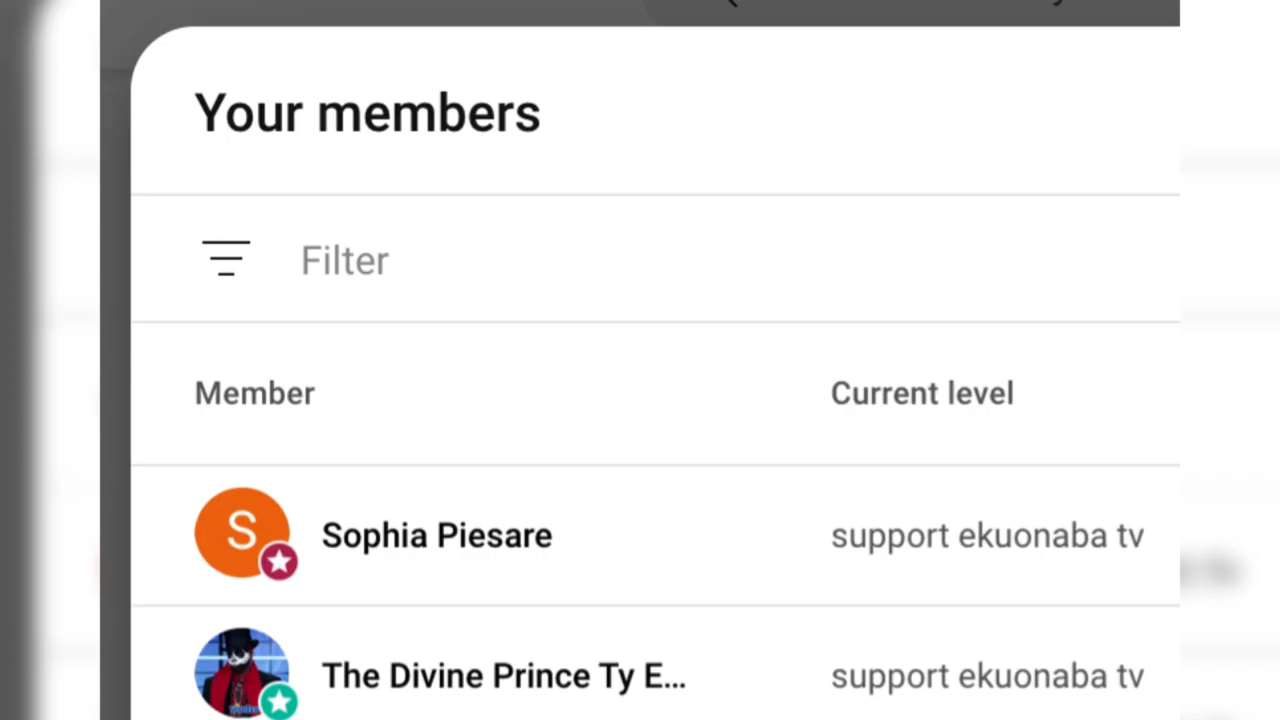 Your members
Filter
Member Current level
S Sophia Piesare support ekuonaba tv
The Divine Prince Ty E... support ekuonaba tv